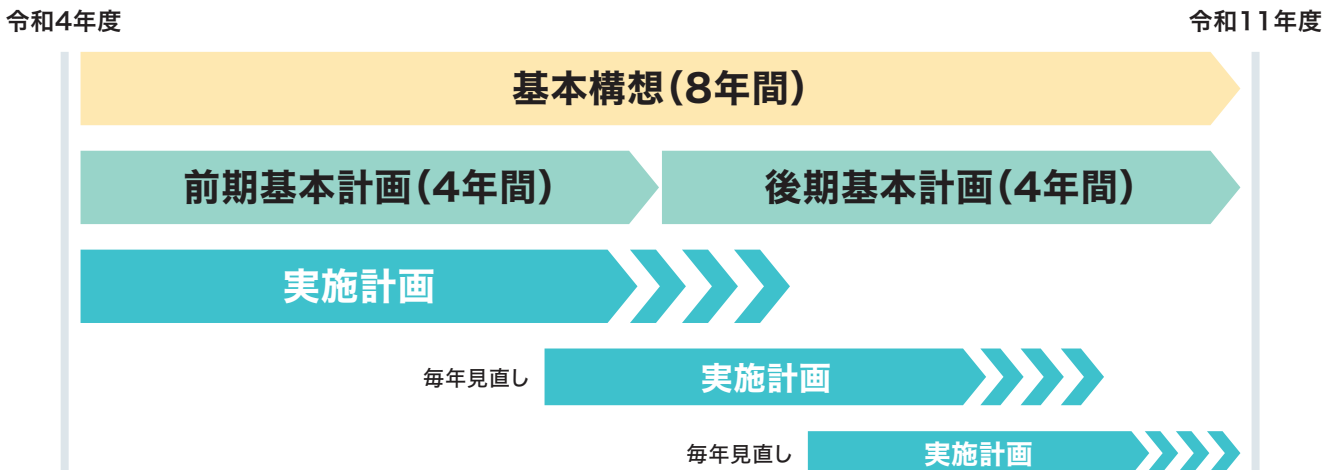 令和4年度
令和11年度
基本構想(8年間)
前期基本計画(4年間)
後期基本計画(4年間)
実施計画
毎年見直し
実施計画
毎年見直し
実施計画